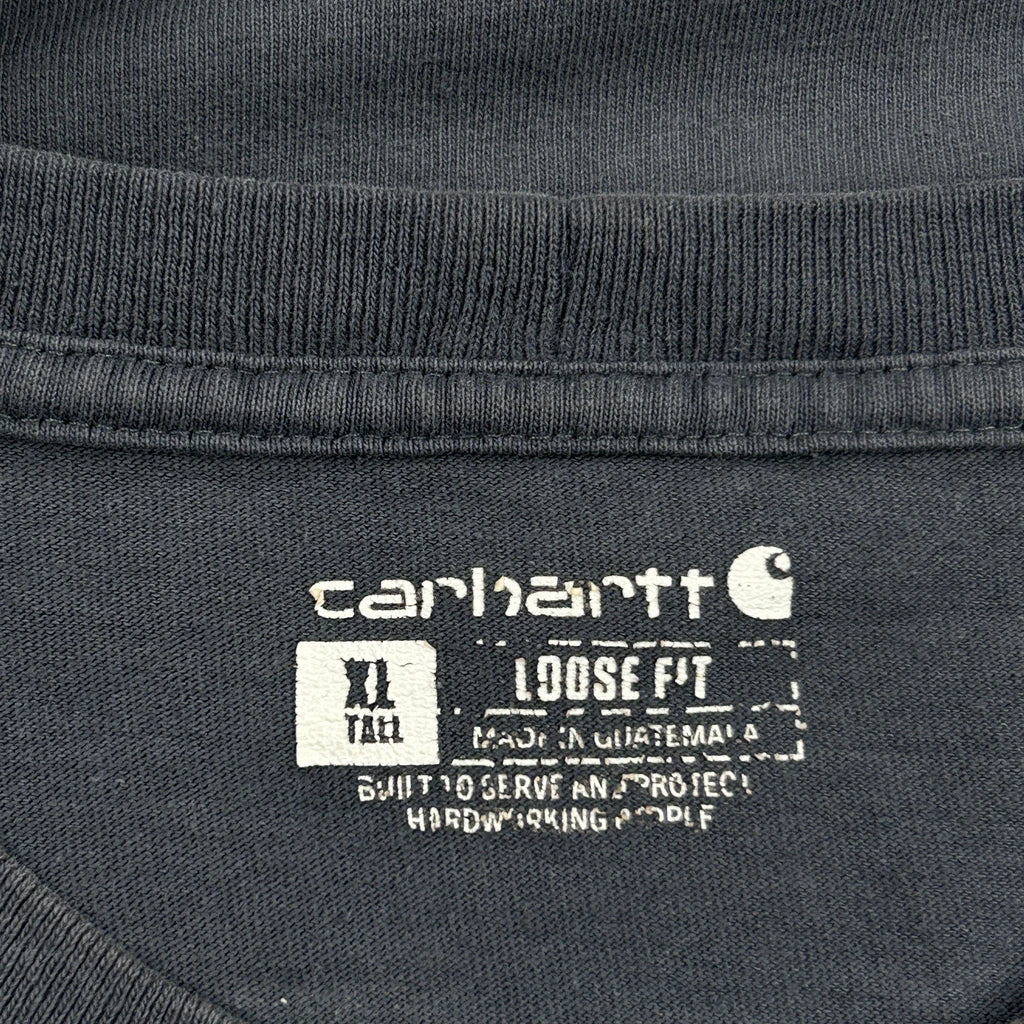 carhartt
XL
TALL
LOOSE FIT
MADE IN GUATEMALA
BUILT TO SERVE AND PROTECT
HARDWORKING PEOPLE